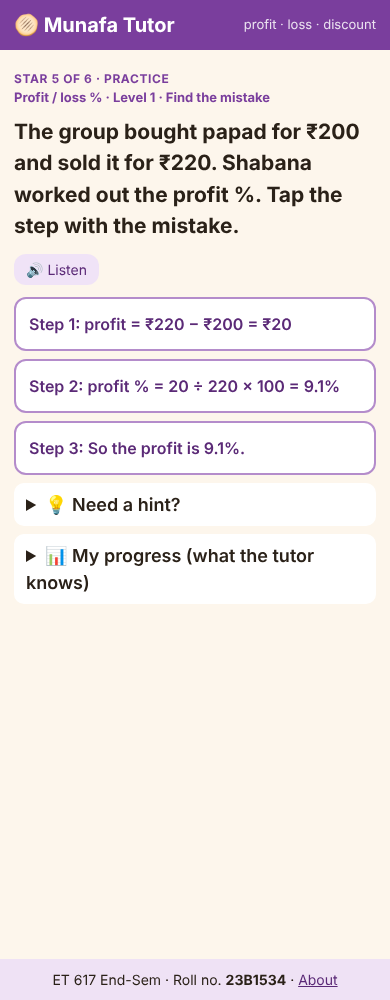 Munafa Tutor
profit · loss · discount
STAR 5 OF 6 · PRACTICE
Profit / loss % · Level 1 · Find the mistake
The group bought papad for ₹200
and sold it for ₹220. Shabana
worked out the profit %. Tap the
step with the mistake.
🔊 Listen
Step 1: profit = ₹220 − ₹200 = ₹20
Step 2: profit % = 20 ÷ 220 × 100 = 9.1%
Step 3: So the profit is 9.1%.
▶ 💡 Need a hint?
▶ 📊 My progress (what the tutor
knows)
ET 617 End-Sem · Roll no. 23B1534 · About